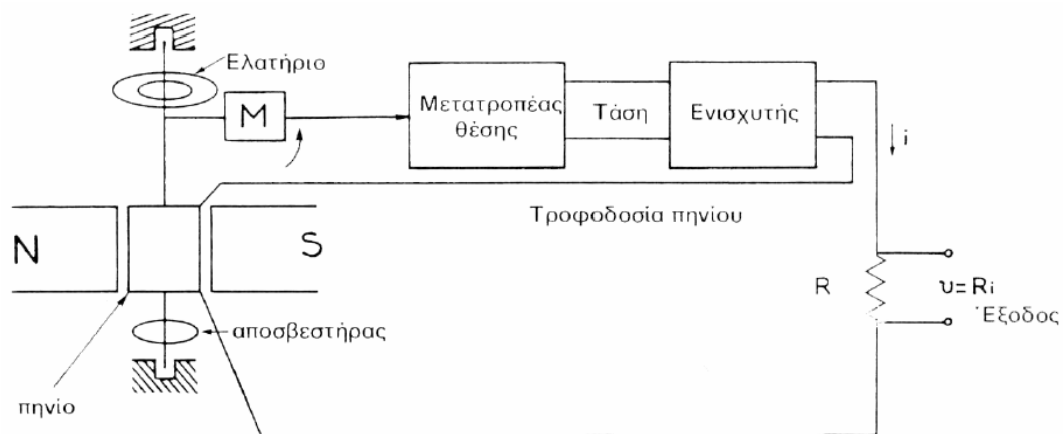 Ελατήριο
M
Μετατροπέας
θέσης
Τάση
Ενισχυτής
i
Τροφοδοσία πηνίου
N
S
R
υ= Ri
Έξοδος
αποσβεστήρας
πηνίο